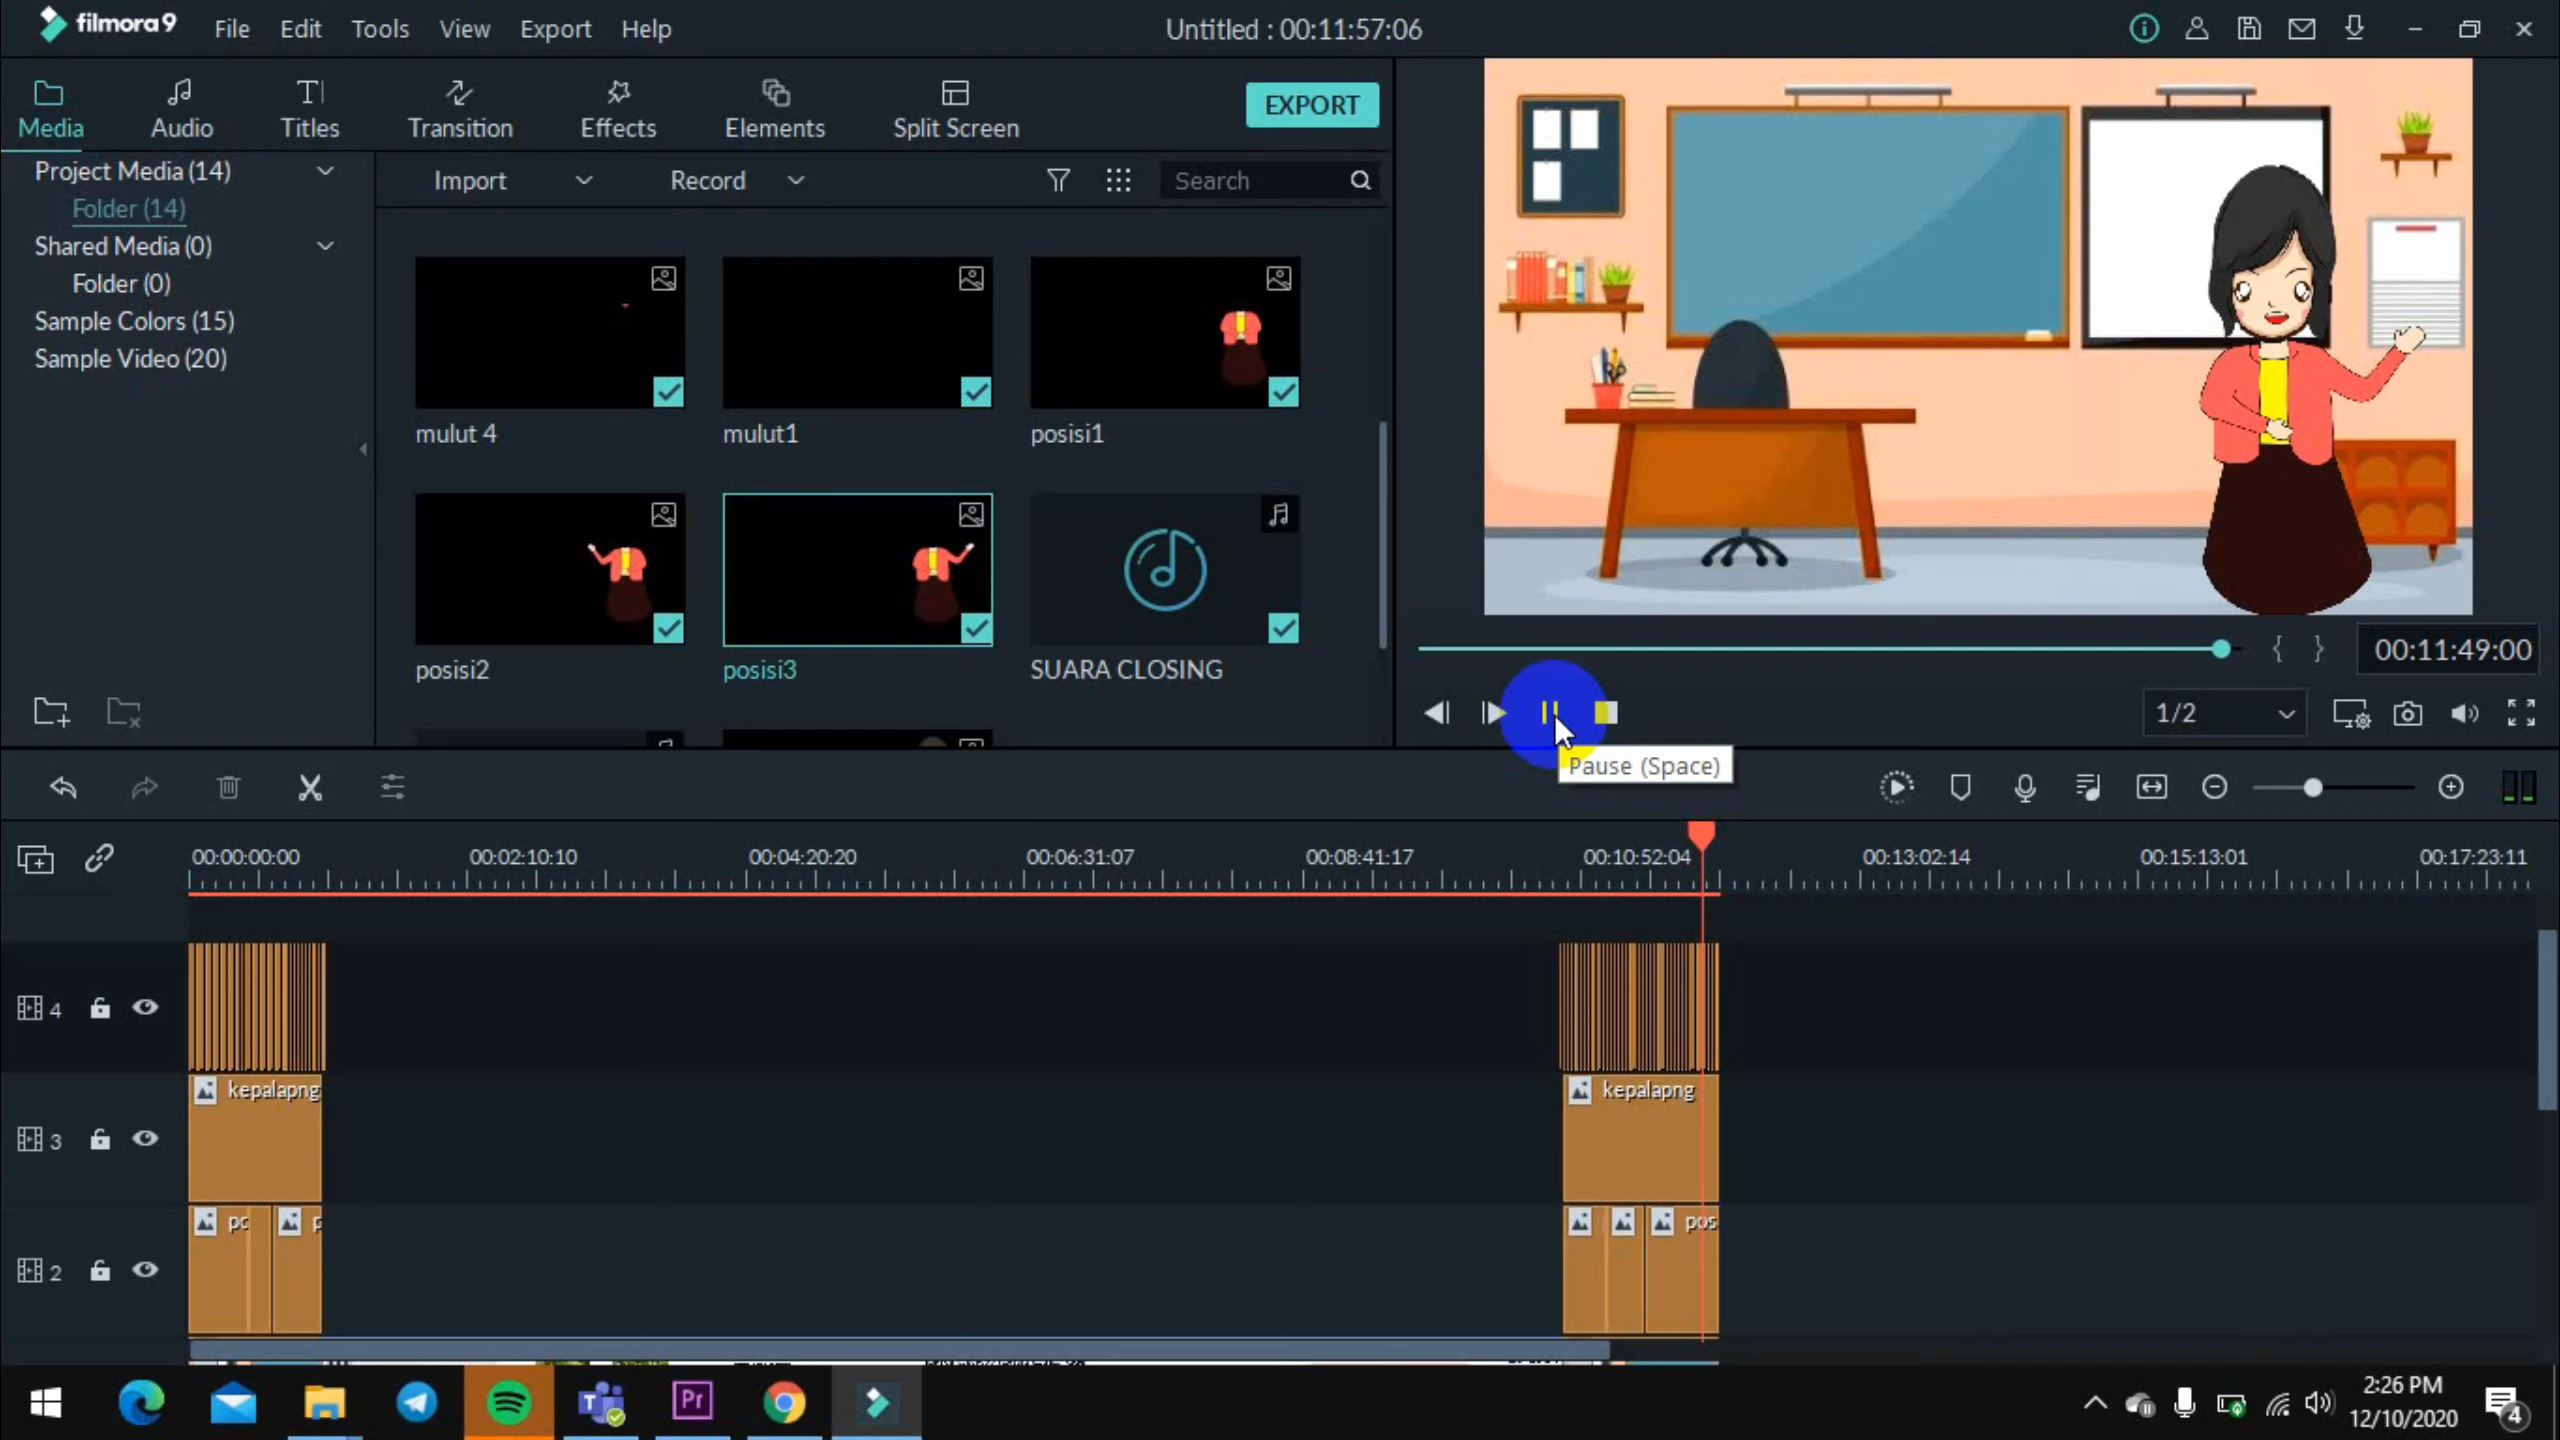 filmora9 File Edit Tools View Export Help Untitled : 00:11:57:06
Media Audio Titles Transition Effects Elements Split Screen EXPORT
Project Media (14)
Folder (14)
Shared Media (0)
Folder (0)
Sample Colors (15)
Sample Video (20)
Import Record Search
mulut 4 mulut1 posisi1
posisi2 posisi3 SUARA CLOSING
{ } 00:11:49:00
1/2
Pause (Space)
00:00:00:00 00:02:10:10 00:04:20:20 00:06:31:07 00:08:41:17 00:10:52:04 00:13:02:14 00:15:13:01 00:17:23:11
4
kepalapng kepalapng
3
pc p pos
2
Pr
2:26 PM
12/10/2020
4